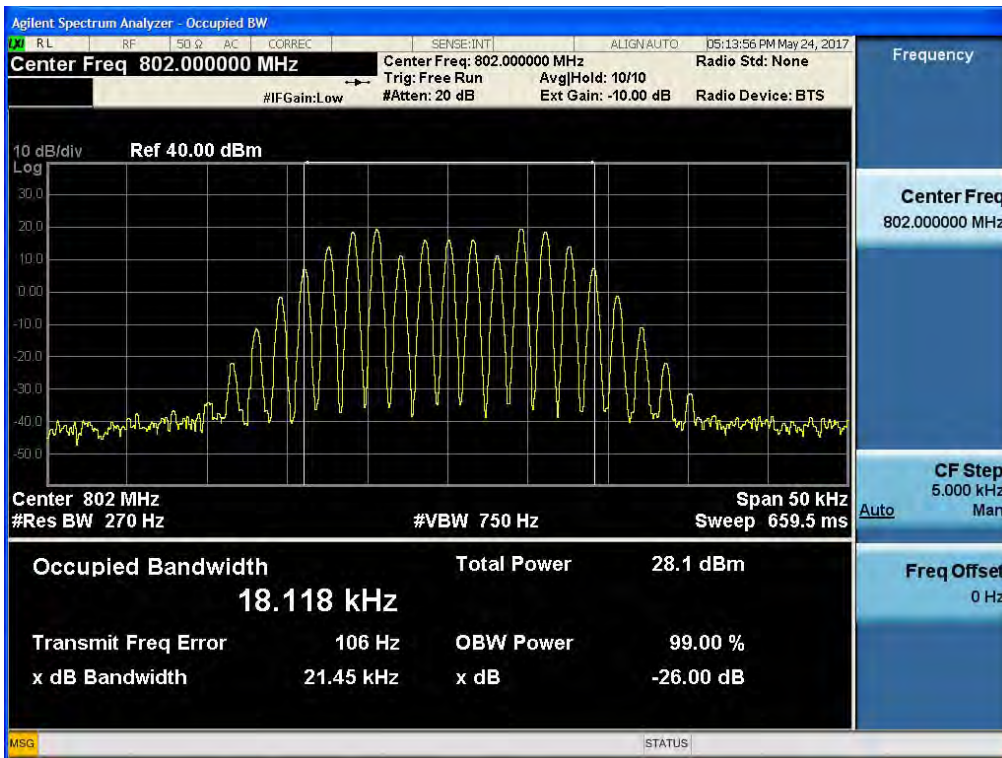 Agilent Spectrum Analyzer - Occupied BW
LXI RL RF 50 Ω AC CORREC SENSE:INT ALIGN AUTO 05:13:56 PM May 24, 2017
Center Freq 802.000000 MHz
Center Freq: 802.000000 MHz
Radio Std: None
Trig: Free Run Avg|Hold: 10/10
#IFGain:Low
#Atten: 20 dB Ext Gain: -10.00 dB Radio Device: BTS
10 dB/div Ref 40.00 dBm
Log
30.0
20.0
10.0
0.00
-10.0
-20.0
-30.0
-40.0
-50.0
Center 802 MHz Span 50 kHz
#Res BW 270 Hz #VBW 750 Hz Sweep 659.5 ms
Occupied Bandwidth Total Power 28.1 dBm
18.118 kHz
Transmit Freq Error 106 Hz OBW Power 99.00 %
x dB Bandwidth 21.45 kHz x dB -26.00 dB
MSG STATUS
Frequency
Center Freq
802.000000 MHz
CF Step
5.000 kHz
Auto Man
Freq Offset
0 Hz